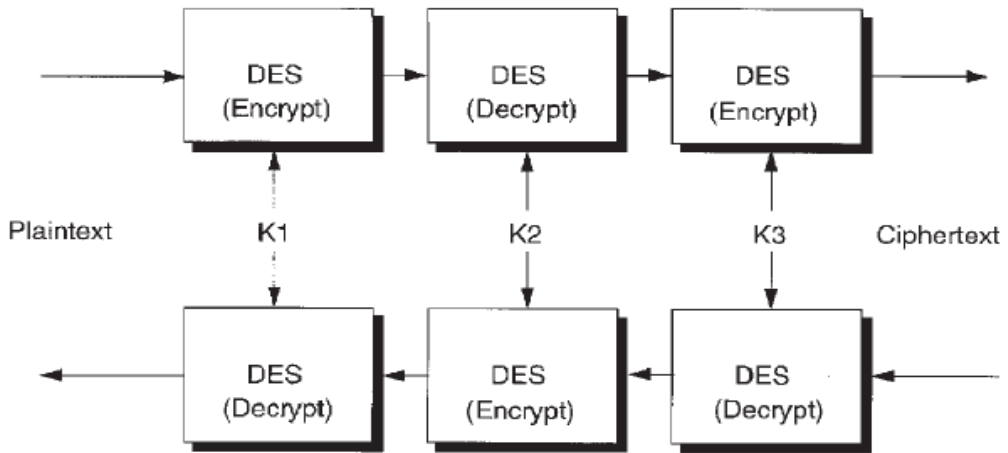 DES
(Encrypt)
DES
(Decrypt)
DES
(Encrypt)
Plaintext
K1
K2
K3
Ciphertext
DES
(Decrypt)
DES
(Encrypt)
DES
(Decrypt)